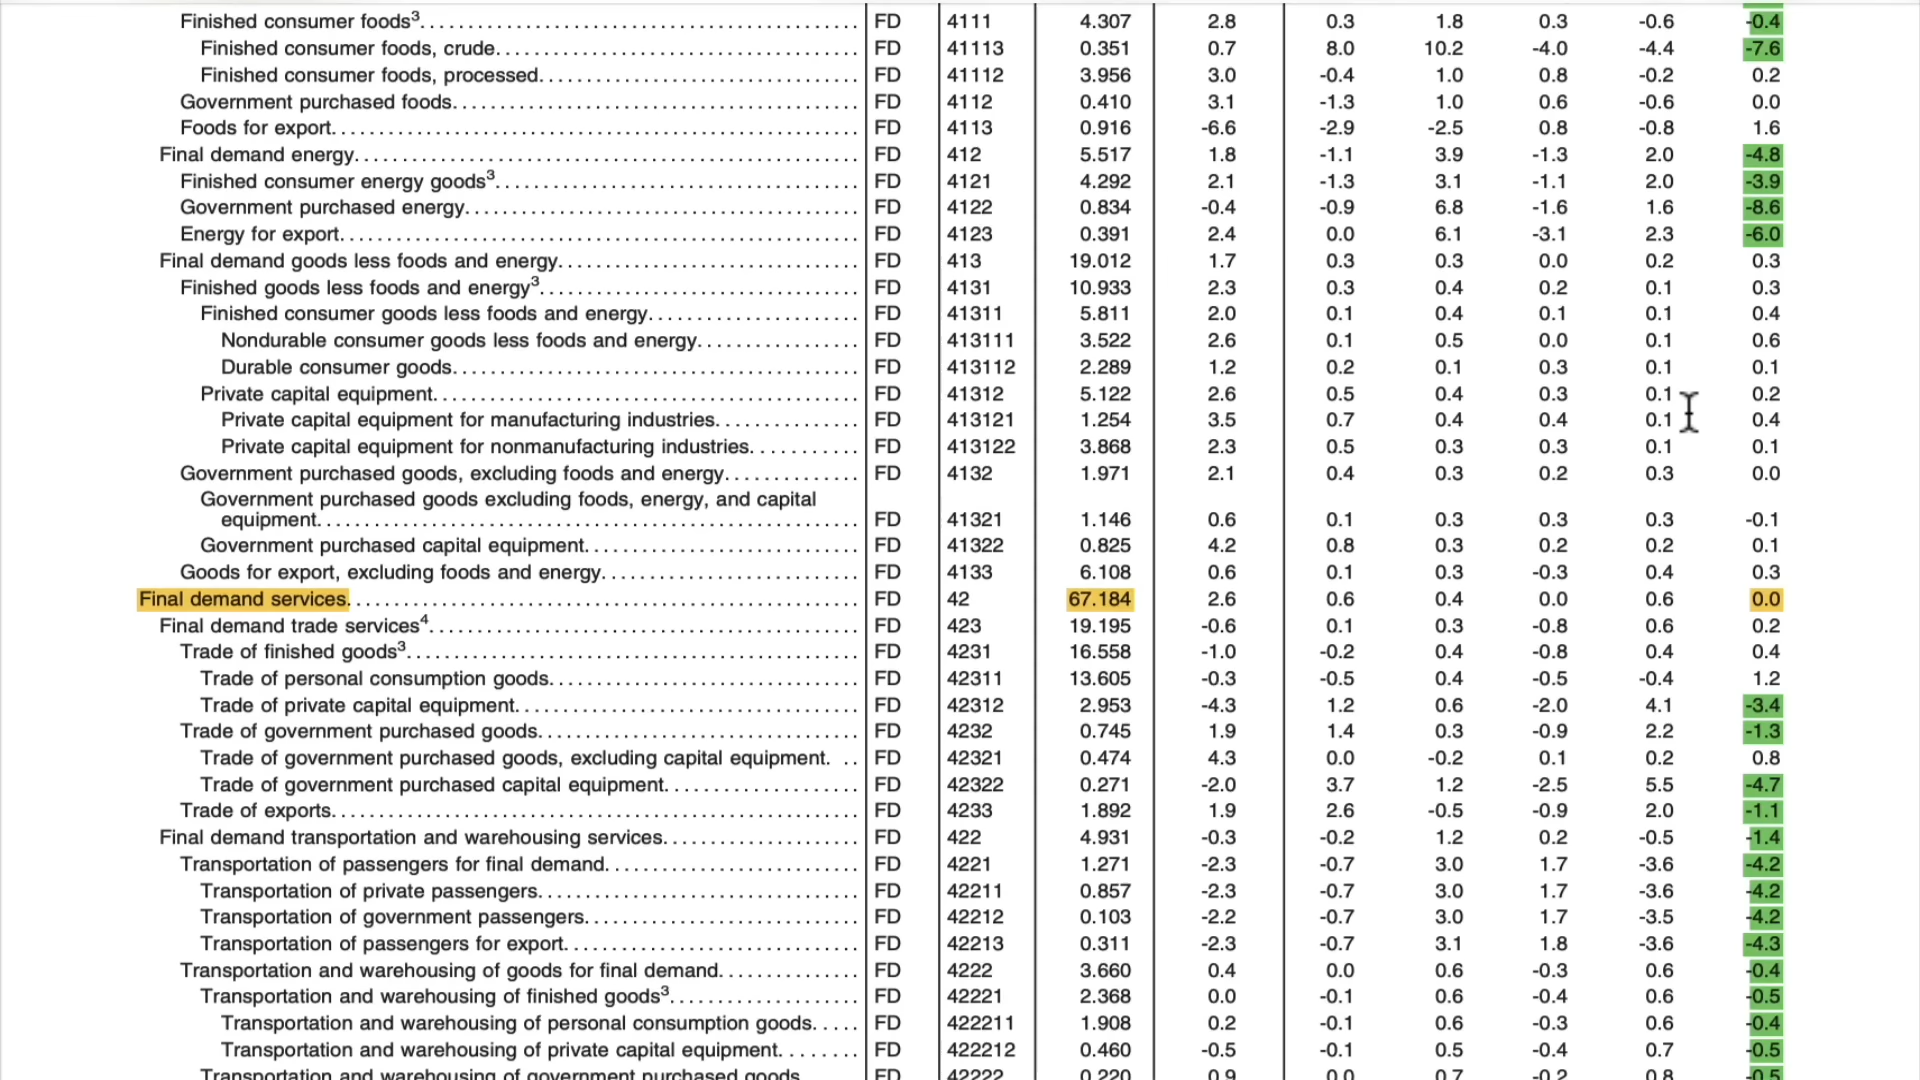 Finished consumer foods3 FD 4111 4.307 2.8 0.3 1.8 0.3 -0.6 -0.4
Finished consumer foods, crude FD 41113 0.351 0.7 8.0 10.2 -4.0 -4.4 -7.6
Finished consumer foods, processed FD 41112 3.956 3.0 -0.4 1.0 0.8 -0.2 0.2
Government purchased foods FD 4112 0.410 3.1 -1.3 1.0 0.6 -0.6 0.0
Foods for export FD 4113 0.916 -6.6 -2.9 -2.5 0.8 -0.8 1.6
Final demand energy FD 412 5.517 1.8 -1.1 3.9 -1.3 2.0 -4.8
Finished consumer energy goods3 FD 4121 4.292 2.1 -1.3 3.1 -1.1 2.0 -3.9
Government purchased energy FD 4122 0.834 -0.4 -0.9 6.8 -1.6 1.6 -8.6
Energy for export FD 4123 0.391 2.4 0.0 6.1 -3.1 2.3 -6.0
Final demand goods less foods and energy FD 413 19.012 1.7 0.3 0.3 0.0 0.2 0.3
Finished goods less foods and energy3 FD 4131 10.933 2.3 0.3 0.4 0.2 0.1 0.3
Finished consumer goods less foods and energy FD 41311 5.811 2.0 0.1 0.4 0.1 0.1 0.4
Nondurable consumer goods less foods and energy FD 413111 3.522 2.6 0.1 0.5 0.0 0.1 0.6
Durable consumer goods FD 413112 2.289 1.2 0.2 0.1 0.3 0.1 0.1
Private capital equipment FD 41312 5.122 2.6 0.5 0.4 0.3 0.1 0.2
Private capital equipment for manufacturing industries FD 413121 1.254 3.5 0.7 0.4 0.4 0.1 0.4
Private capital equipment for nonmanufacturing industries FD 413122 3.868 2.3 0.5 0.3 0.3 0.1 0.1
Government purchased goods, excluding foods and energy FD 4132 1.971 2.1 0.4 0.3 0.2 0.3 0.0
Government purchased goods excluding foods, energy, and capital
equipment FD 41321 1.146 0.6 0.1 0.3 0.3 0.3 -0.1
Government purchased capital equipment FD 41322 0.825 4.2 0.8 0.3 0.2 0.2 0.1
Goods for export, excluding foods and energy FD 4133 6.108 0.6 0.1 0.3 -0.3 0.4 0.3
Final demand services FD 42 67.184 2.6 0.6 0.4 0.0 0.6 0.0
Final demand trade services4 FD 423 19.195 -0.6 0.1 0.3 -0.8 0.6 0.2
Trade of finished goods3 FD 4231 16.558 -1.0 -0.2 0.4 -0.8 0.4 0.4
Trade of personal consumption goods FD 42311 13.605 -0.3 -0.5 0.4 -0.5 -0.4 1.2
Trade of private capital equipment FD 42312 2.953 -4.3 1.2 0.6 -2.0 4.1 -3.4
Trade of government purchased goods FD 4232 0.745 1.9 1.4 0.3 -0.9 2.2 -1.3
Trade of government purchased goods, excluding capital equipment FD 42321 0.474 4.3 0.0 -0.2 0.1 0.2 0.8
Trade of government purchased capital equipment FD 42322 0.271 -2.0 3.7 1.2 -2.5 5.5 -4.7
Trade of exports FD 4233 1.892 1.9 2.6 -0.5 -0.9 2.0 -1.1
Final demand transportation and warehousing services FD 422 4.931 -0.3 -0.2 1.2 0.2 -0.5 -1.4
Transportation of passengers for final demand FD 4221 1.271 -2.3 -0.7 3.0 1.7 -3.6 -4.2
Transportation of private passengers FD 42211 0.857 -2.3 -0.7 3.0 1.7 -3.6 -4.2
Transportation of government passengers FD 42212 0.103 -2.2 -0.7 3.0 1.7 -3.5 -4.2
Transportation of passengers for export FD 42213 0.311 -2.3 -0.7 3.1 1.8 -3.6 -4.3
Transportation and warehousing of goods for final demand FD 4222 3.660 0.4 0.0 0.6 -0.3 0.6 -0.4
Transportation and warehousing of finished goods3 FD 42221 2.368 0.0 -0.1 0.6 -0.4 0.6 -0.5
Transportation and warehousing of personal consumption goods FD 422211 1.908 0.2 -0.1 0.6 -0.3 0.6 -0.4
Transportation and warehousing of private capital equipment FD 422212 0.460 -0.5 -0.1 0.5 -0.4 0.7 -0.5
Transportation and warehousing of government purchased goods FD 42222 0.220 0.9 0.0 0.7 -0.2 0.8 -0.5